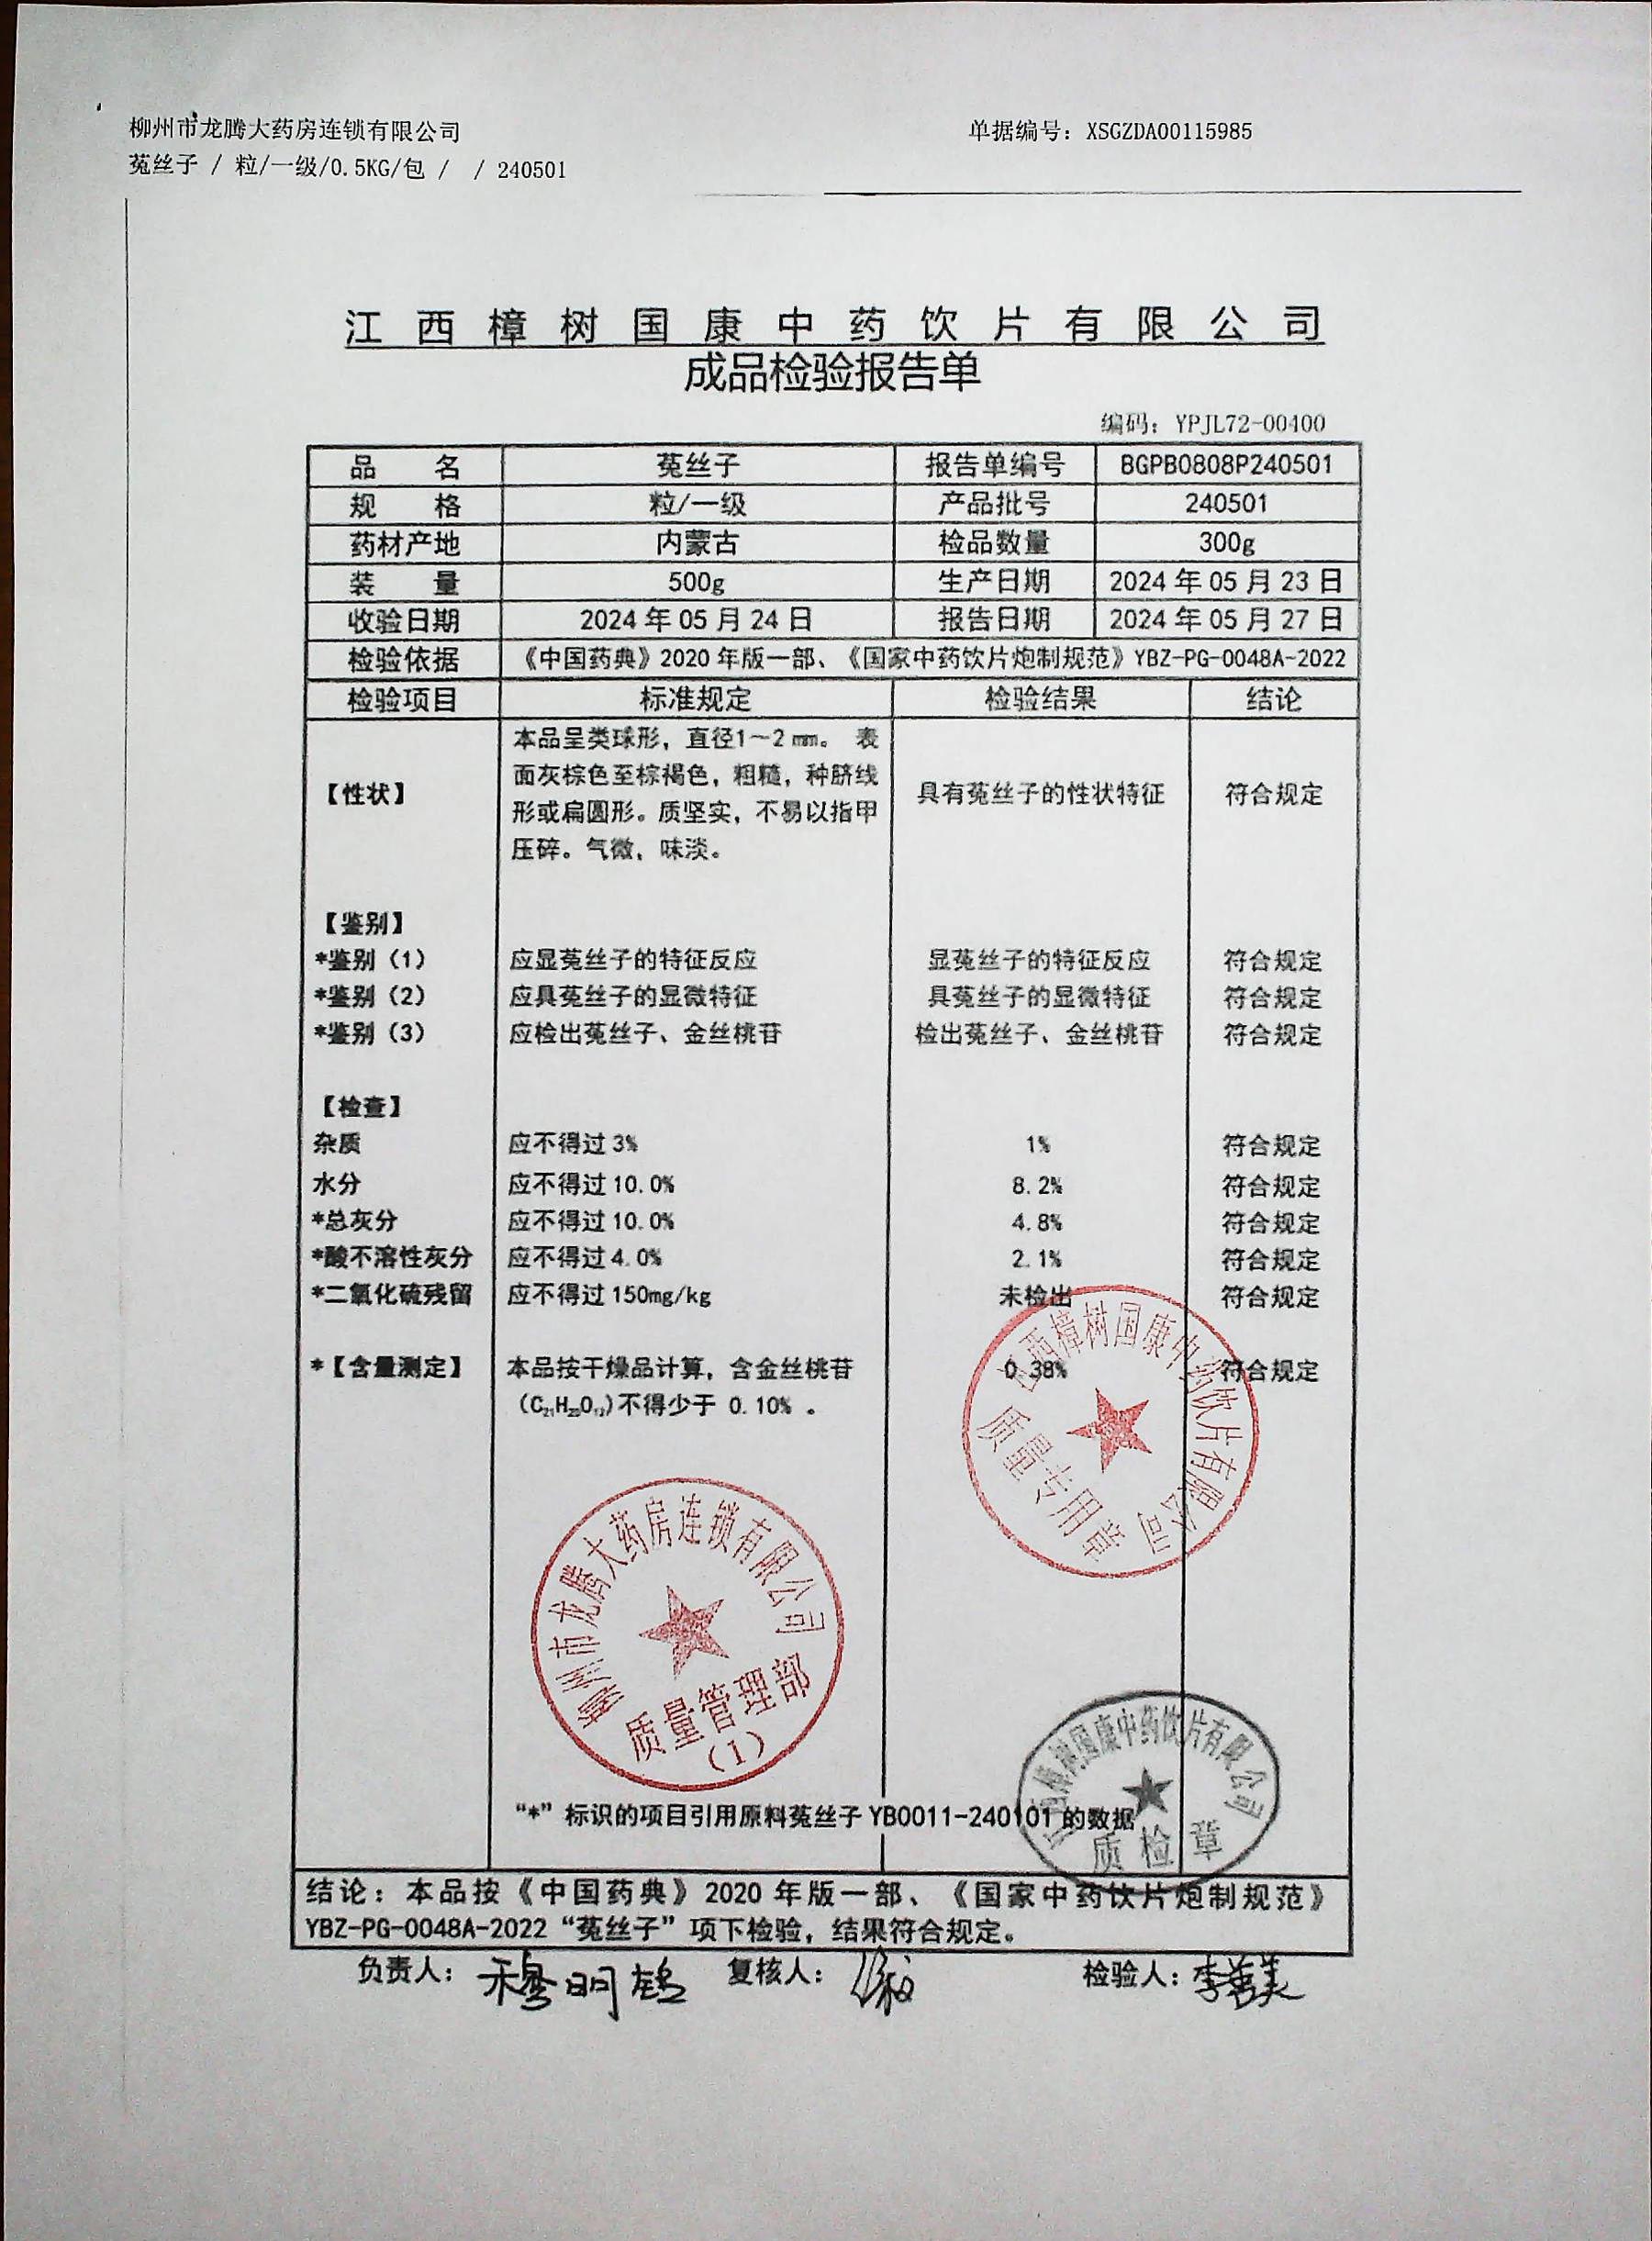 柳州市龙腾大药房连锁有限公司 单据编号：XSGZDA00115985
菟丝子 / 粒/一级/0.5KG/包 / / 240501
江西樟树国康中药饮片有限公司
成品检验报告单
编码：YPJL72-00400
品名 菟丝子 报告单编号 BGPB0808P240501
规格 粒/一级 产品批号 240501
药材产地 内蒙古 检品数量 300g
装量 500g 生产日期 2024年05月23日
收验日期 2024年05月24日 报告日期 2024年05月27日
检验依据 《中国药典》2020年版一部、《国家中药饮片炮制规范》YBZ-PG-0048A-2022
检验项目 标准规定 检验结果 结论
本品呈类球形，直径1～2mm。 表
面灰棕色至棕褐色，粗糙，种脐线
【性状】 具有菟丝子的性状特征 符合规定
形或扁圆形。质坚实，不易以指甲
压碎。气微，味淡。
【鉴别】
*鉴别（1） 应显菟丝子的特征反应 显菟丝子的特征反应 符合规定
*鉴别（2） 应具菟丝子的显微特征 具菟丝子的显微特征 符合规定
*鉴别（3） 应检出菟丝子、金丝桃苷 检出菟丝子、金丝桃苷 符合规定
【检查】
杂质 应不得过3% 1% 符合规定
水分 应不得过10.0% 8.2% 符合规定
*总灰分 应不得过10.0% 4.8% 符合规定
*酸不溶性灰分 应不得过4.0% 2.1% 符合规定
*二氧化硫残留 应不得过150mg/kg 未检出 符合规定
*【含量测定】 本品按干燥品计算，含金丝桃苷 0.38% 符合规定
（C₂₁H₂₀O₁₂)不得少于 0.10% 。
江西樟树国康中药饮片有限公司
质量专用章
柳州市龙腾大药房连锁有限公司
质量管理部
（1）
江西樟树国康中药饮片有限公司
质检章
“*”标识的项目引用原料菟丝子YB0011-240101的数据
结论：本品按《中国药典》2020年版一部、《国家中药饮片炮制规范》
YBZ-PG-0048A-2022“菟丝子”项下检验，结果符合规定。
负责人： 复核人： 检验人：李善美